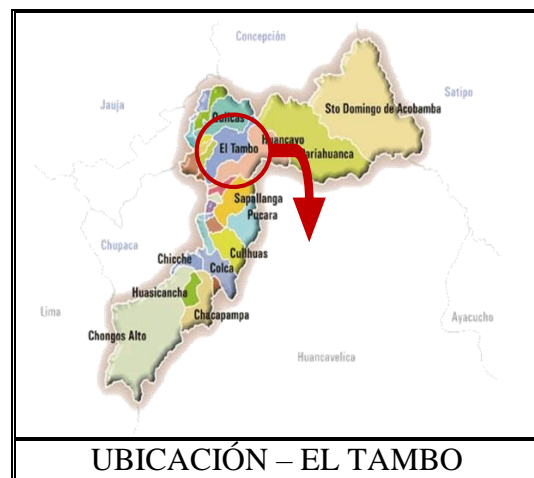 Concepción
Satipo
Jauja
Sto Domingo de Acobamba
Quilcas
Huancayo
El Tambo
Pariahuanca
Sapallanga
Pucara
Chupaca
Cullhuas
Chicche
Colca
Huasicancha
Lima
Chacapampa
Ayacucho
Chongos Alto
Huancavelica
UBICACIÓN – EL TAMBO